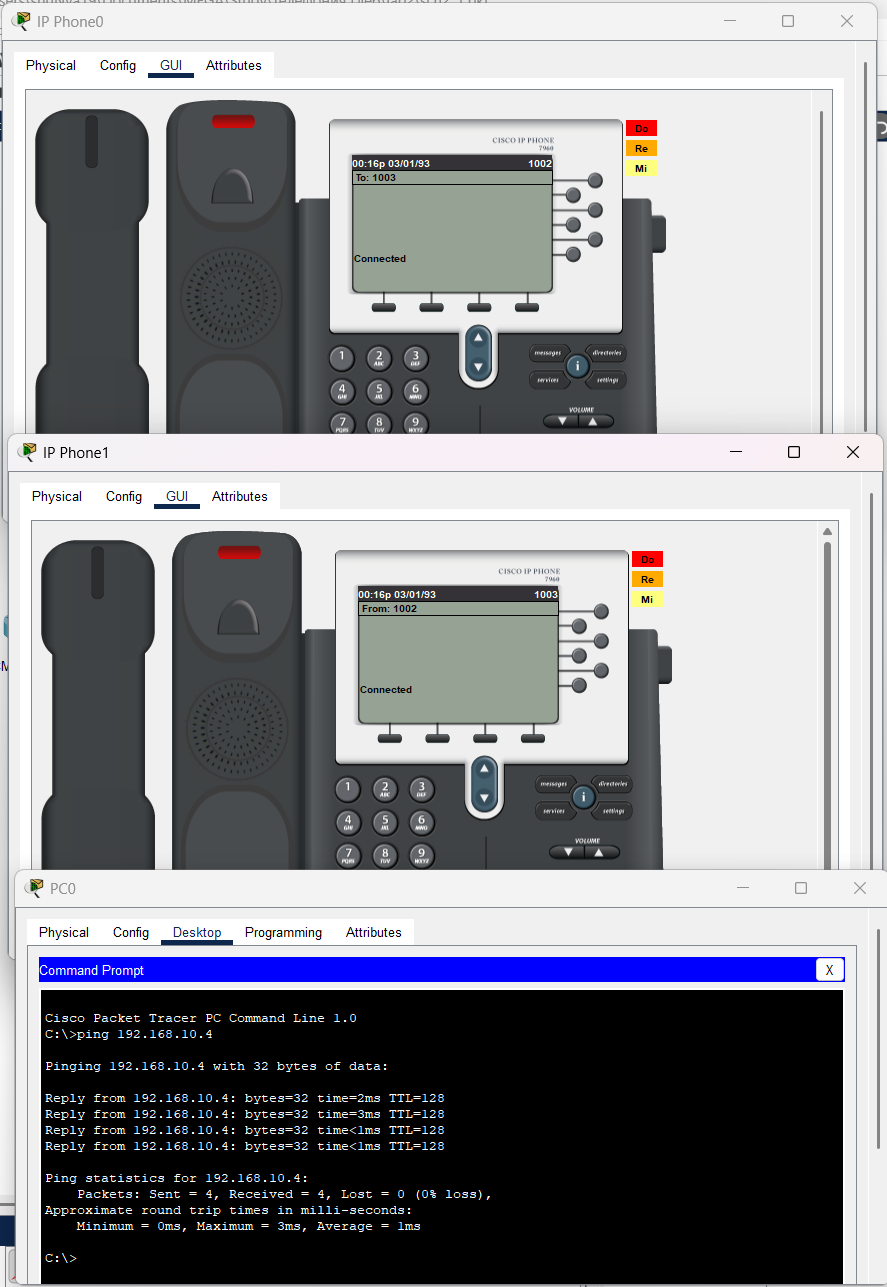 IP Phone0
Physical Config GUI Attributes
CISCO IP PHONE
7960
Do
Re
Mi
00:16p 03/01/93 1002
To: 1003
Connected
1 2 ABC 3 DEF
4 GHI 5 JKL 6 MNO
7 PQRS 8 TUV 9 WXYZ
messages directories
i
services settings
VOLUME
IP Phone1
Physical Config GUI Attributes
CISCO IP PHONE
7960
Do
Re
Mi
00:16p 03/01/93 1003
From: 1002
Connected
1 2 ABC 3 DEF
4 GHI 5 JKL 6 MNO
7 PQRS 8 TUV 9 WXYZ
messages directories
i
services settings
VOLUME
PC0
Physical Config Desktop Programming Attributes
Command Prompt X
Cisco Packet Tracer PC Command Line 1.0
C:\>ping 192.168.10.4
Pinging 192.168.10.4 with 32 bytes of data:
Reply from 192.168.10.4: bytes=32 time=2ms TTL=128
Reply from 192.168.10.4: bytes=32 time=3ms TTL=128
Reply from 192.168.10.4: bytes=32 time<1ms TTL=128
Reply from 192.168.10.4: bytes=32 time<1ms TTL=128
Ping statistics for 192.168.10.4:
Packets: Sent = 4, Received = 4, Lost = 0 (0% loss),
Approximate round trip times in milli-seconds:
Minimum = 0ms, Maximum = 3ms, Average = 1ms
C:\>